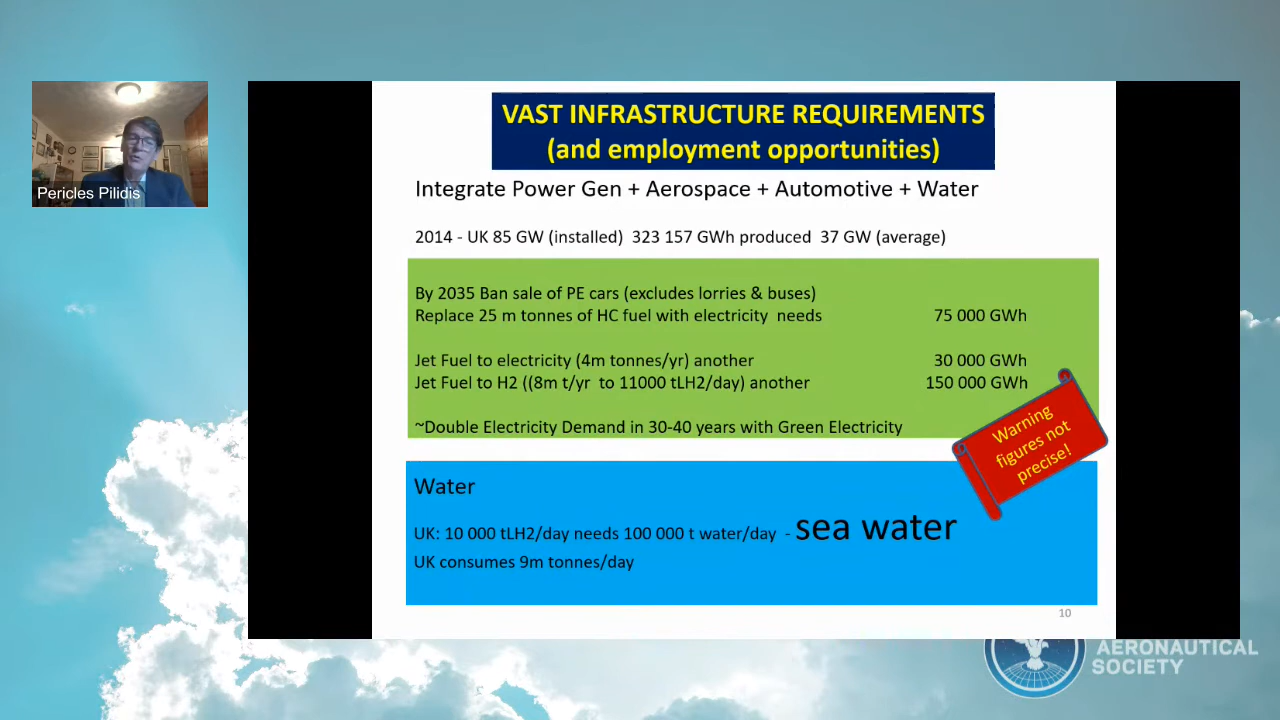 Pericles Pilidis
VAST INFRASTRUCTURE REQUIREMENTS
(and employment opportunities)
Integrate Power Gen + Aerospace + Automotive + Water
2014 - UK 85 GW (installed) 323 157 GWh produced 37 GW (average)
By 2035 Ban sale of PE cars (excludes lorries & buses)
Replace 25 m tonnes of HC fuel with electricity needs 75 000 GWh
Jet Fuel to electricity (4m tonnes/yr) another 30 000 GWh
Jet Fuel to H2 ((8m t/yr to 11000 tLH2/day) another 150 000 GWh
~Double Electricity Demand in 30-40 years with Green Electricity
Warning
figures not
precise!
Water
UK: 10 000 tLH2/day needs 100 000 t water/day - sea water
UK consumes 9m tonnes/day
10
AERONAUTICAL
SOCIETY